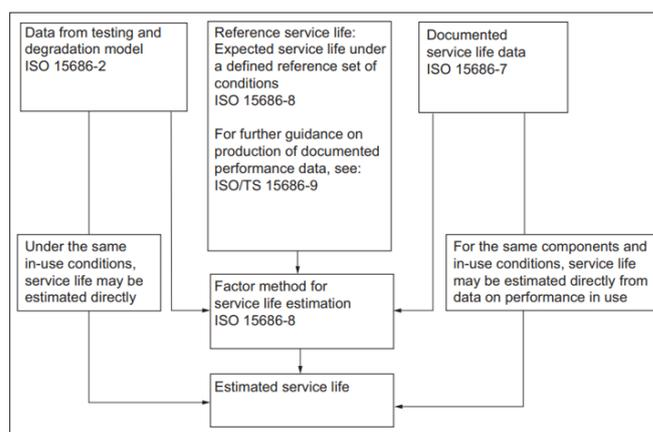 Data from testing and
degradation model
ISO 15686-2
Reference service life:
Expected service life under
a defined reference set of
conditions
ISO 15686-8
For further guidance on
production of documented
performance data, see:
ISO/TS 15686-9
Documented
service life data
ISO 15686-7
Under the same
in-use conditions,
service life may be
estimated directly
For the same components and
in-use conditions, service life
may be estimated directly from
data on performance in use
Factor method for
service life estimation
ISO 15686-8
Estimated service life